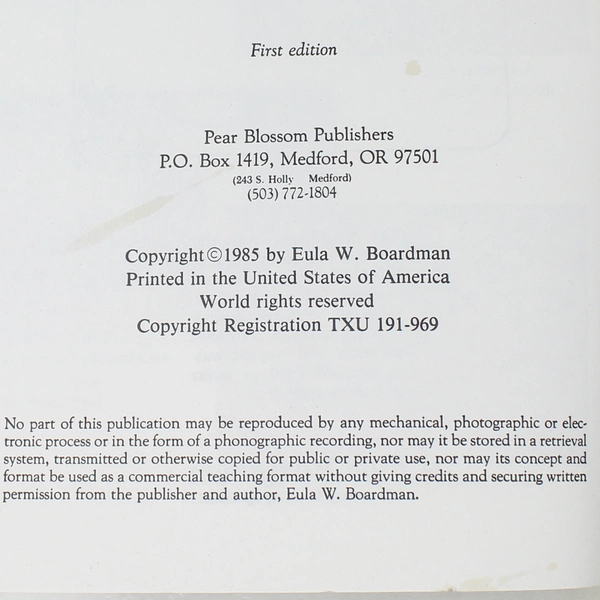 First edition
Pear Blossom Publishers
P.O. Box 1419, Medford, OR 97501
(243 S. Holly Medford)
(503) 772-1804
Copyright©1985 by Eula W. Boardman
Printed in the United States of America
World rights reserved
Copyright Registration TXU 191-969
No part of this publication may be reproduced by any mechanical, photographic or elec-
tronic process or in the form of a phonographic recording, nor may it be stored in a retrieval
system, transmitted or otherwise copied for public or private use, nor may its concept and
format be used as a commercial teaching format without giving credits and securing written
permission from the publisher and author, Eula W. Boardman.